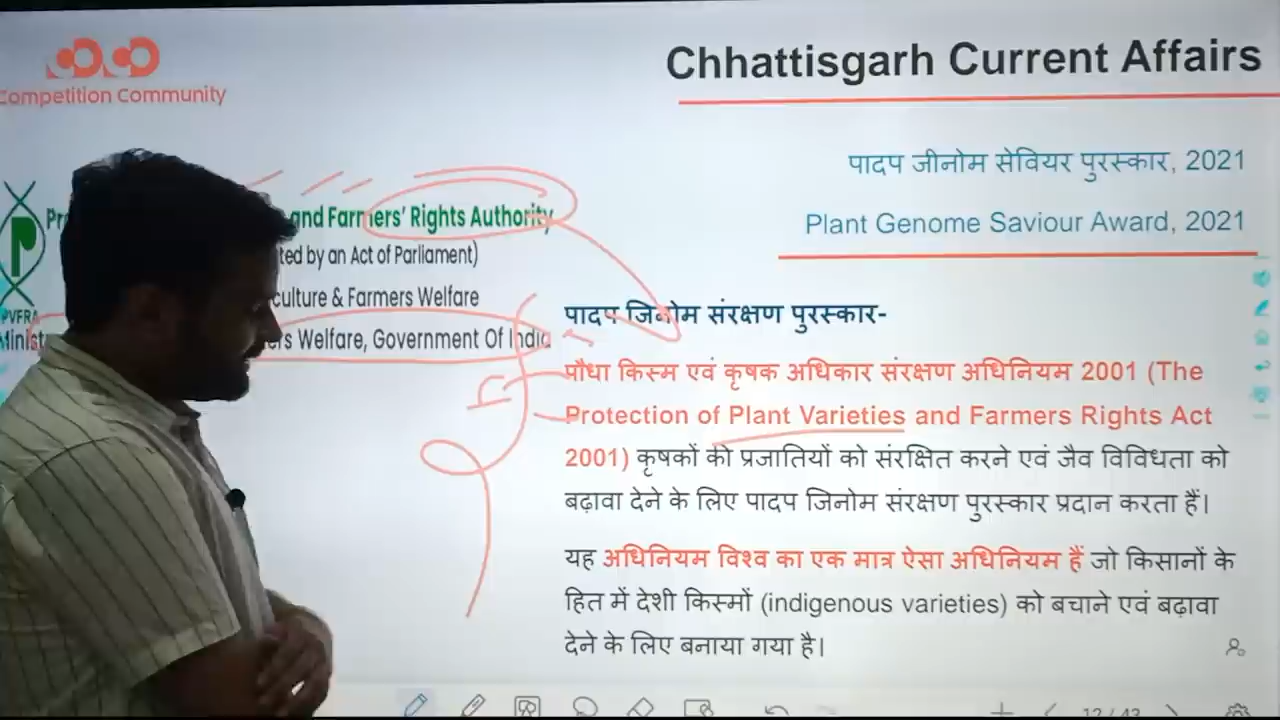 Competition Community
Chhattisgarh Current Affairs
पादप जीनोम सेवियर पुरस्कार, 2021
Plant Genome Saviour Award, 2021
and Farmers' Rights Authority
ted by an Act of Parliament)
culture & Farmers Welfare
PVFRA
Minist
ers Welfare, Government Of India
पादप जिनोम संरक्षण पुरस्कार-
पौधा किस्म एवं कृषक अधिकार संरक्षण अधिनियम 2001 (The
Protection of Plant Varieties and Farmers Rights Act
2001) कृषकों की प्रजातियों को संरक्षित करने एवं जैव विविधता को
बढ़ावा देने के लिए पादप जिनोम संरक्षण पुरस्कार प्रदान करता हैं।
यह अधिनियम विश्व का एक मात्र ऐसा अधिनियम हैं जो किसानों के
हित में देशी किस्मों (indigenous varieties) को बचाने एवं बढ़ावा
देने के लिए बनाया गया है।
12 / 43